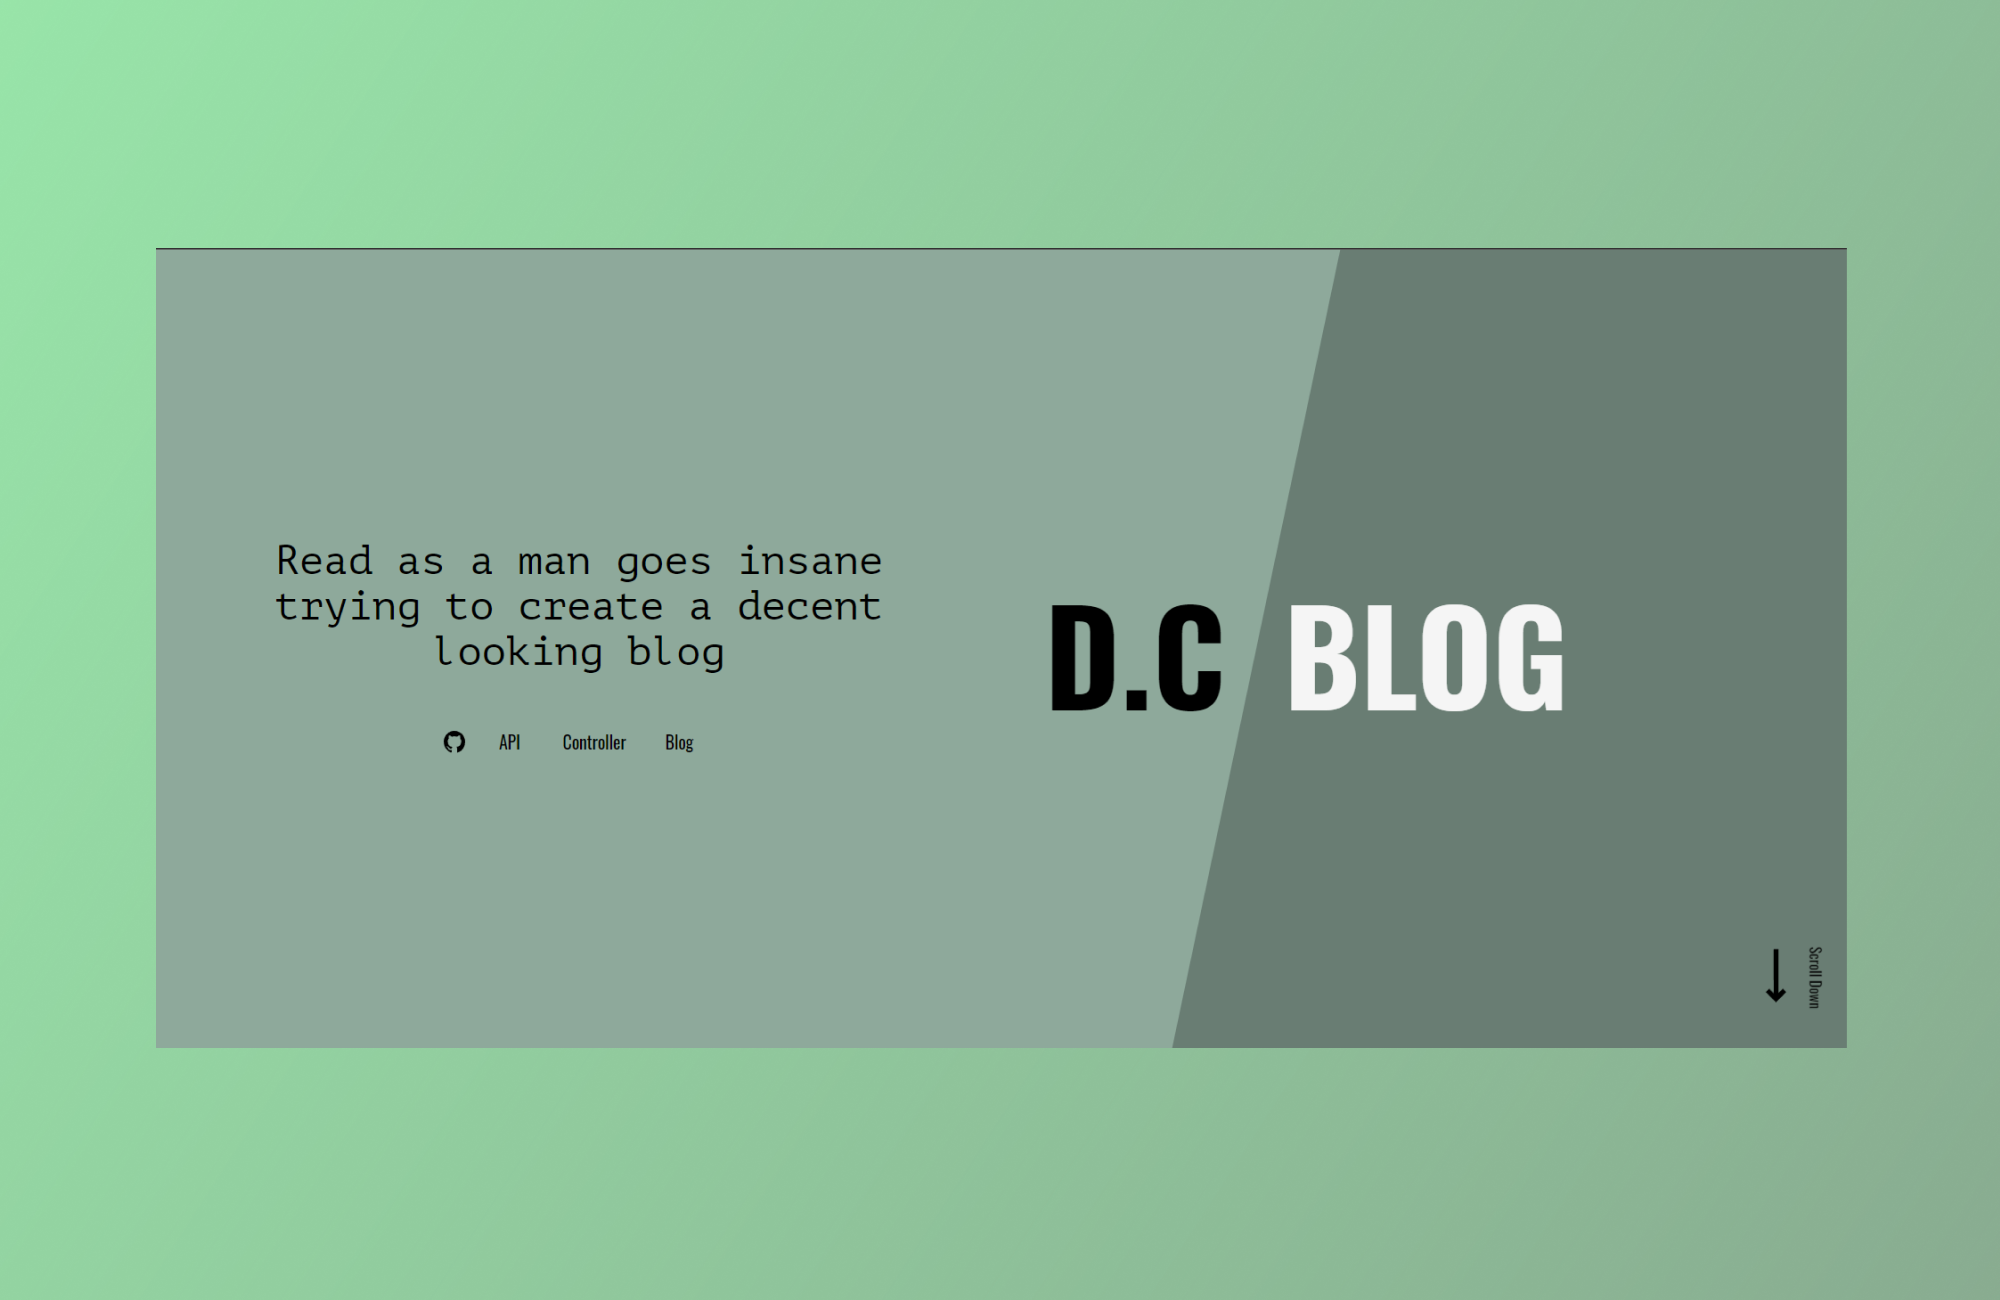 Read as a man goes insane
trying to create a decent
looking blog
API Controller Blog
D.C BLOG
Scroll Down